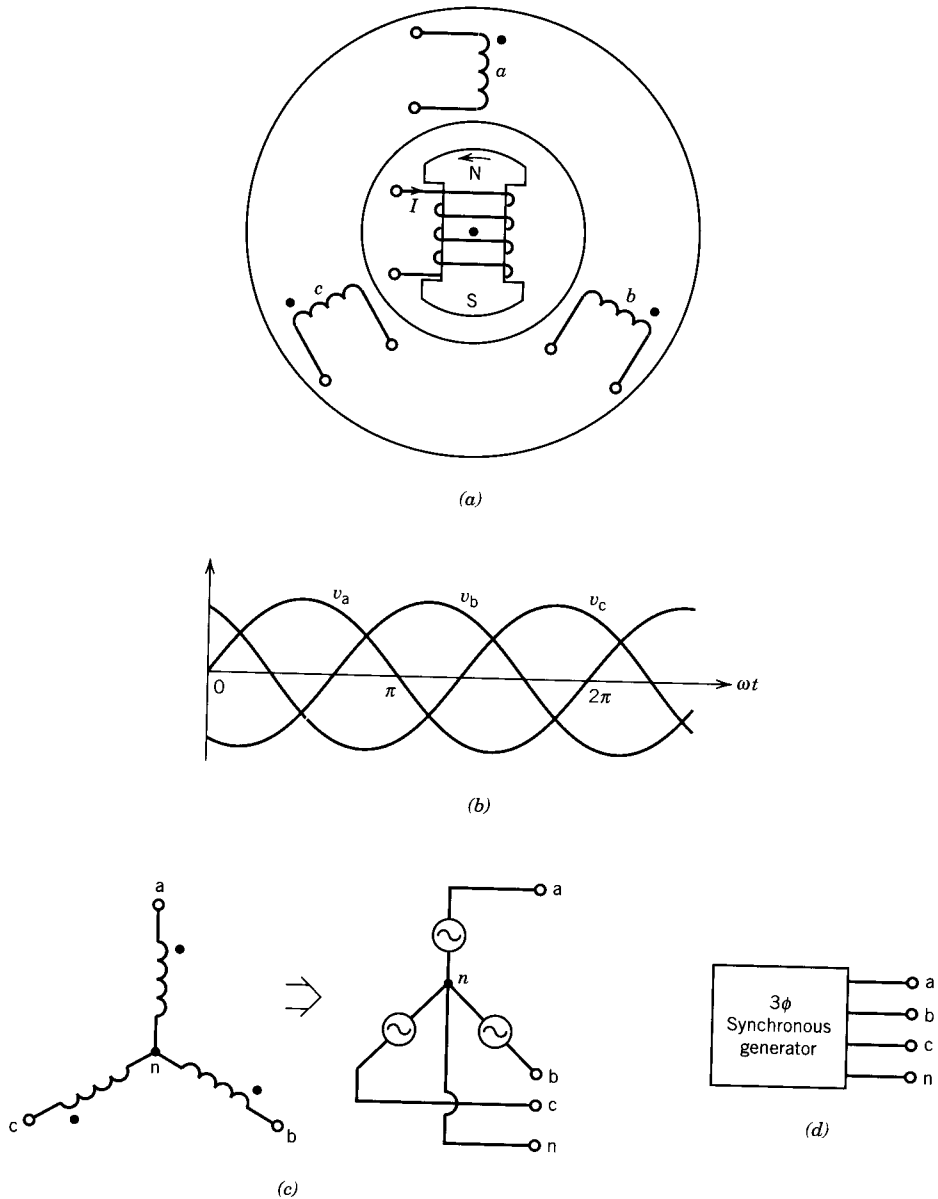 a
N
I
c
S
b
(a)
v_a
v_b
v_c
0
π
2π
ωt
(b)
a
n
c
b
a
n
b
c
n
(c)
3ϕ
Synchronous
generator
a
b
c
n
(d)